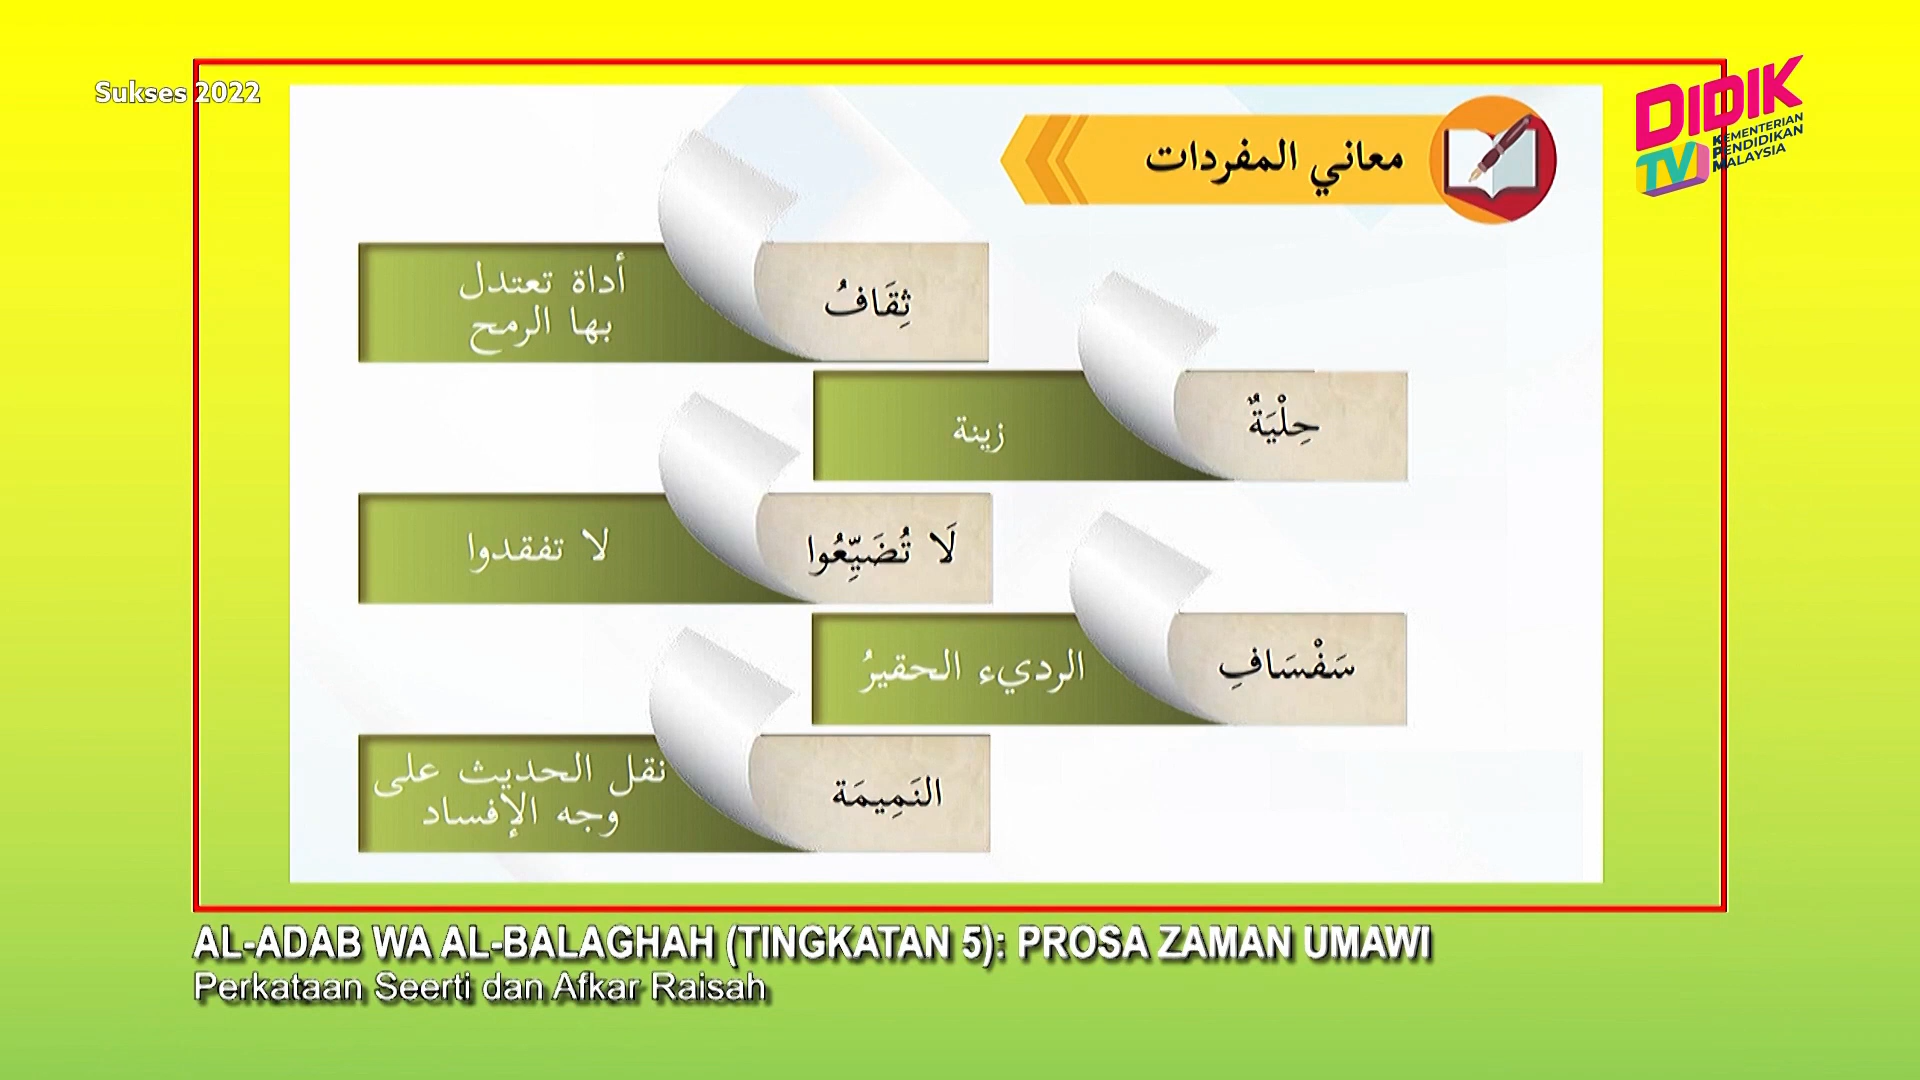 Sukses 2022
DIDIK
TV
KEMENTERIAN
PENDIDIKAN
MALAYSIA
معاني المفردات
ثِقَافُ
أداة تعتدل
بها الرمح
حِلْيَةٌ
زينة
لَا تُضَيِّعُوا
لا تفقدوا
سَفْسَافِ
الرديء الحقيرُ
النَمِيمَة
نقل الحديث على
وجه الإفساد
AL-ADAB WA AL-BALAGHAH (TINGKATAN 5): PROSA ZAMAN UMAWI
Perkataan Seerti dan Afkar Raisah